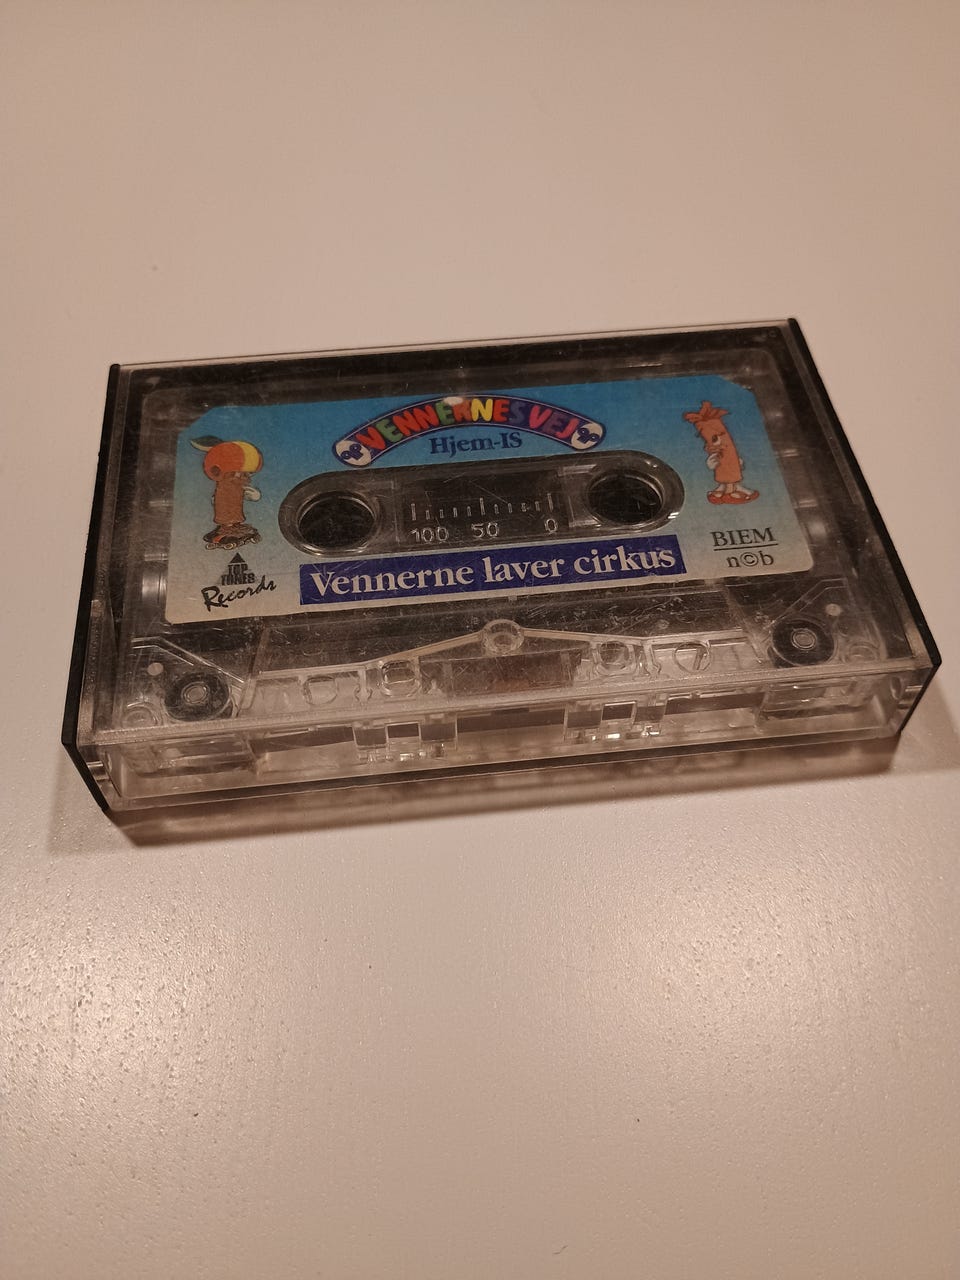 VENNERNES VEJ
Hjem-IS
100 50 0
Vennerne laver cirkus
TOP
TONES
Records
BIEM
n©b